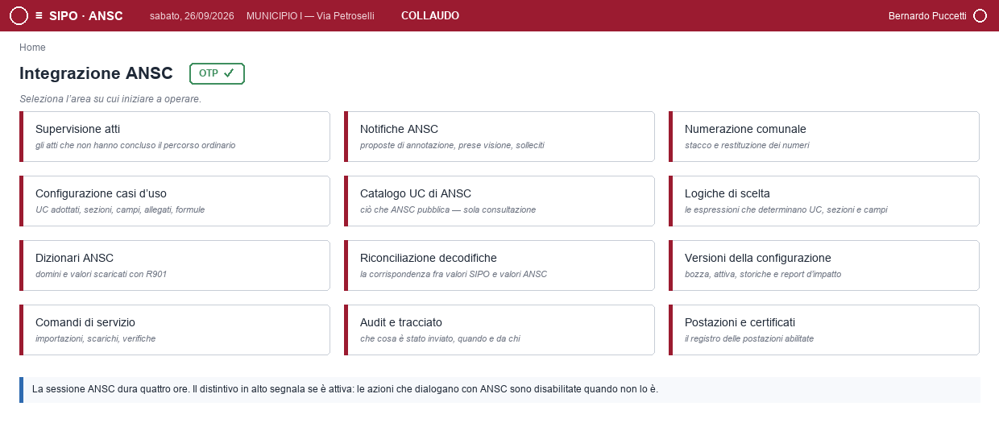 ≡ SIPO · ANSC sabato, 26/09/2026 MUNICIPIO I — Via Petroselli COLLAUDO Bernardo Puccetti
Home
Integrazione ANSC OTP ✓
Seleziona l'area su cui iniziare a operare.
Supervisione atti
gli atti che non hanno concluso il percorso ordinario
Notifiche ANSC
proposte di annotazione, prese visione, solleciti
Numerazione comunale
stacco e restituzione dei numeri
Configurazione casi d'uso
UC adottati, sezioni, campi, allegati, formule
Catalogo UC di ANSC
ciò che ANSC pubblica — sola consultazione
Logiche di scelta
le espressioni che determinano UC, sezioni e campi
Dizionari ANSC
domini e valori scaricati con R901
Riconciliazione decodifiche
la corrispondenza fra valori SIPO e valori ANSC
Versioni della configurazione
bozza, attiva, storiche e report d'impatto
Comandi di servizio
importazioni, scarichi, verifiche
Audit e tracciato
che cosa è stato inviato, quando e da chi
Postazioni e certificati
il registro delle postazioni abilitate
La sessione ANSC dura quattro ore. Il distintivo in alto segnala se è attiva: le azioni che dialogano con ANSC sono disabilitate quando non lo è.